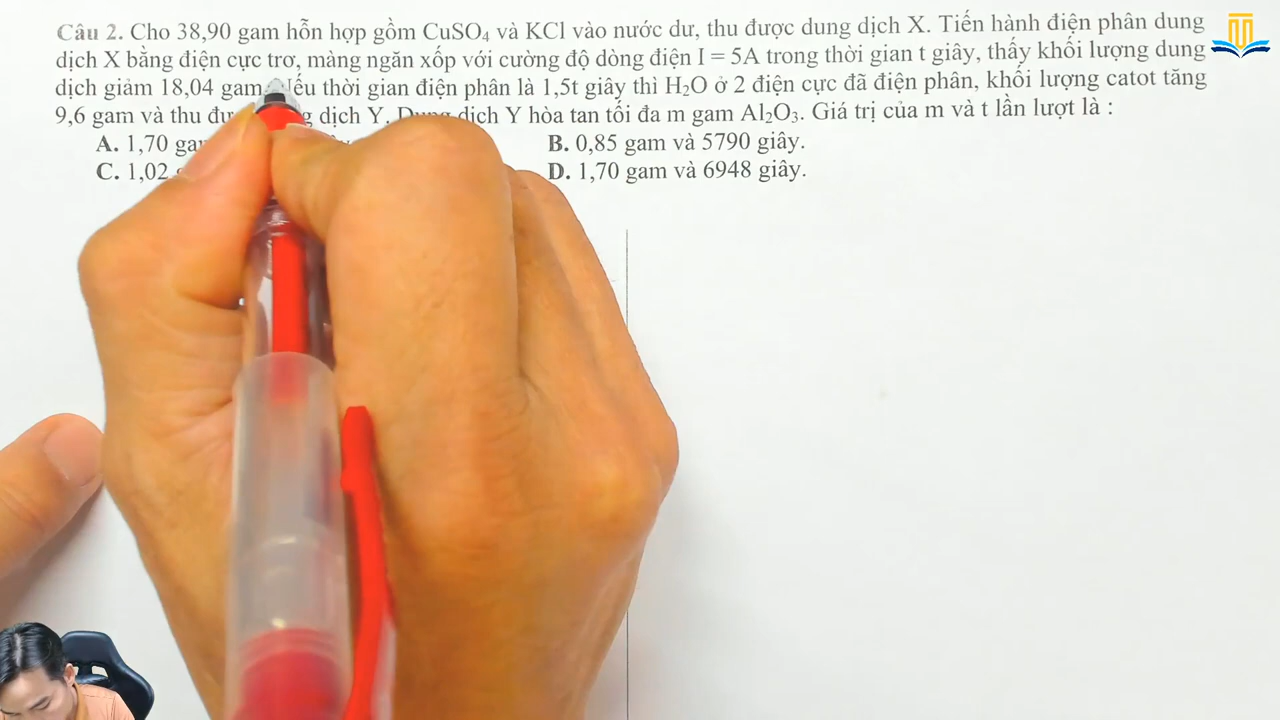 Câu 2. Cho 38,90 gam hỗn hợp gồm CuSO₄ và KCl vào nước dư, thu được dung dịch X. Tiến hành điện phân dung
dịch X bằng điện cực trơ, màng ngăn xốp với cường độ dòng điện I = 5A trong thời gian t giây, thấy khối lượng dung
dịch giảm 18,04 gam. Nếu thời gian điện phân là 1,5t giây thì H₂O ở 2 điện cực đã điện phân, khối lượng catot tăng
9,6 gam và thu dịch Y. Dung dịch Y hòa tan tối đa m gam Al₂O₃. Giá trị của m và t lần lượt là :
A. 1,70
B. 0,85 gam và 5790 giây.
C. 1,02
D. 1,70 gam và 6948 giây.